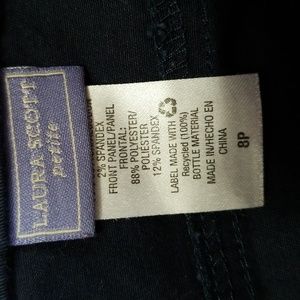 LAURA SCOTT
petite
2% SPANDEX
FRONT PANEL/PANEL
FRONTAL:
88% POLYESTER/
POLIÉSTER
12% SPANDEX
LABEL MADE WITH
Recycled (100%)
BOTTLE MATERIAL
MADE IN/HECHO EN
CHINA
8P